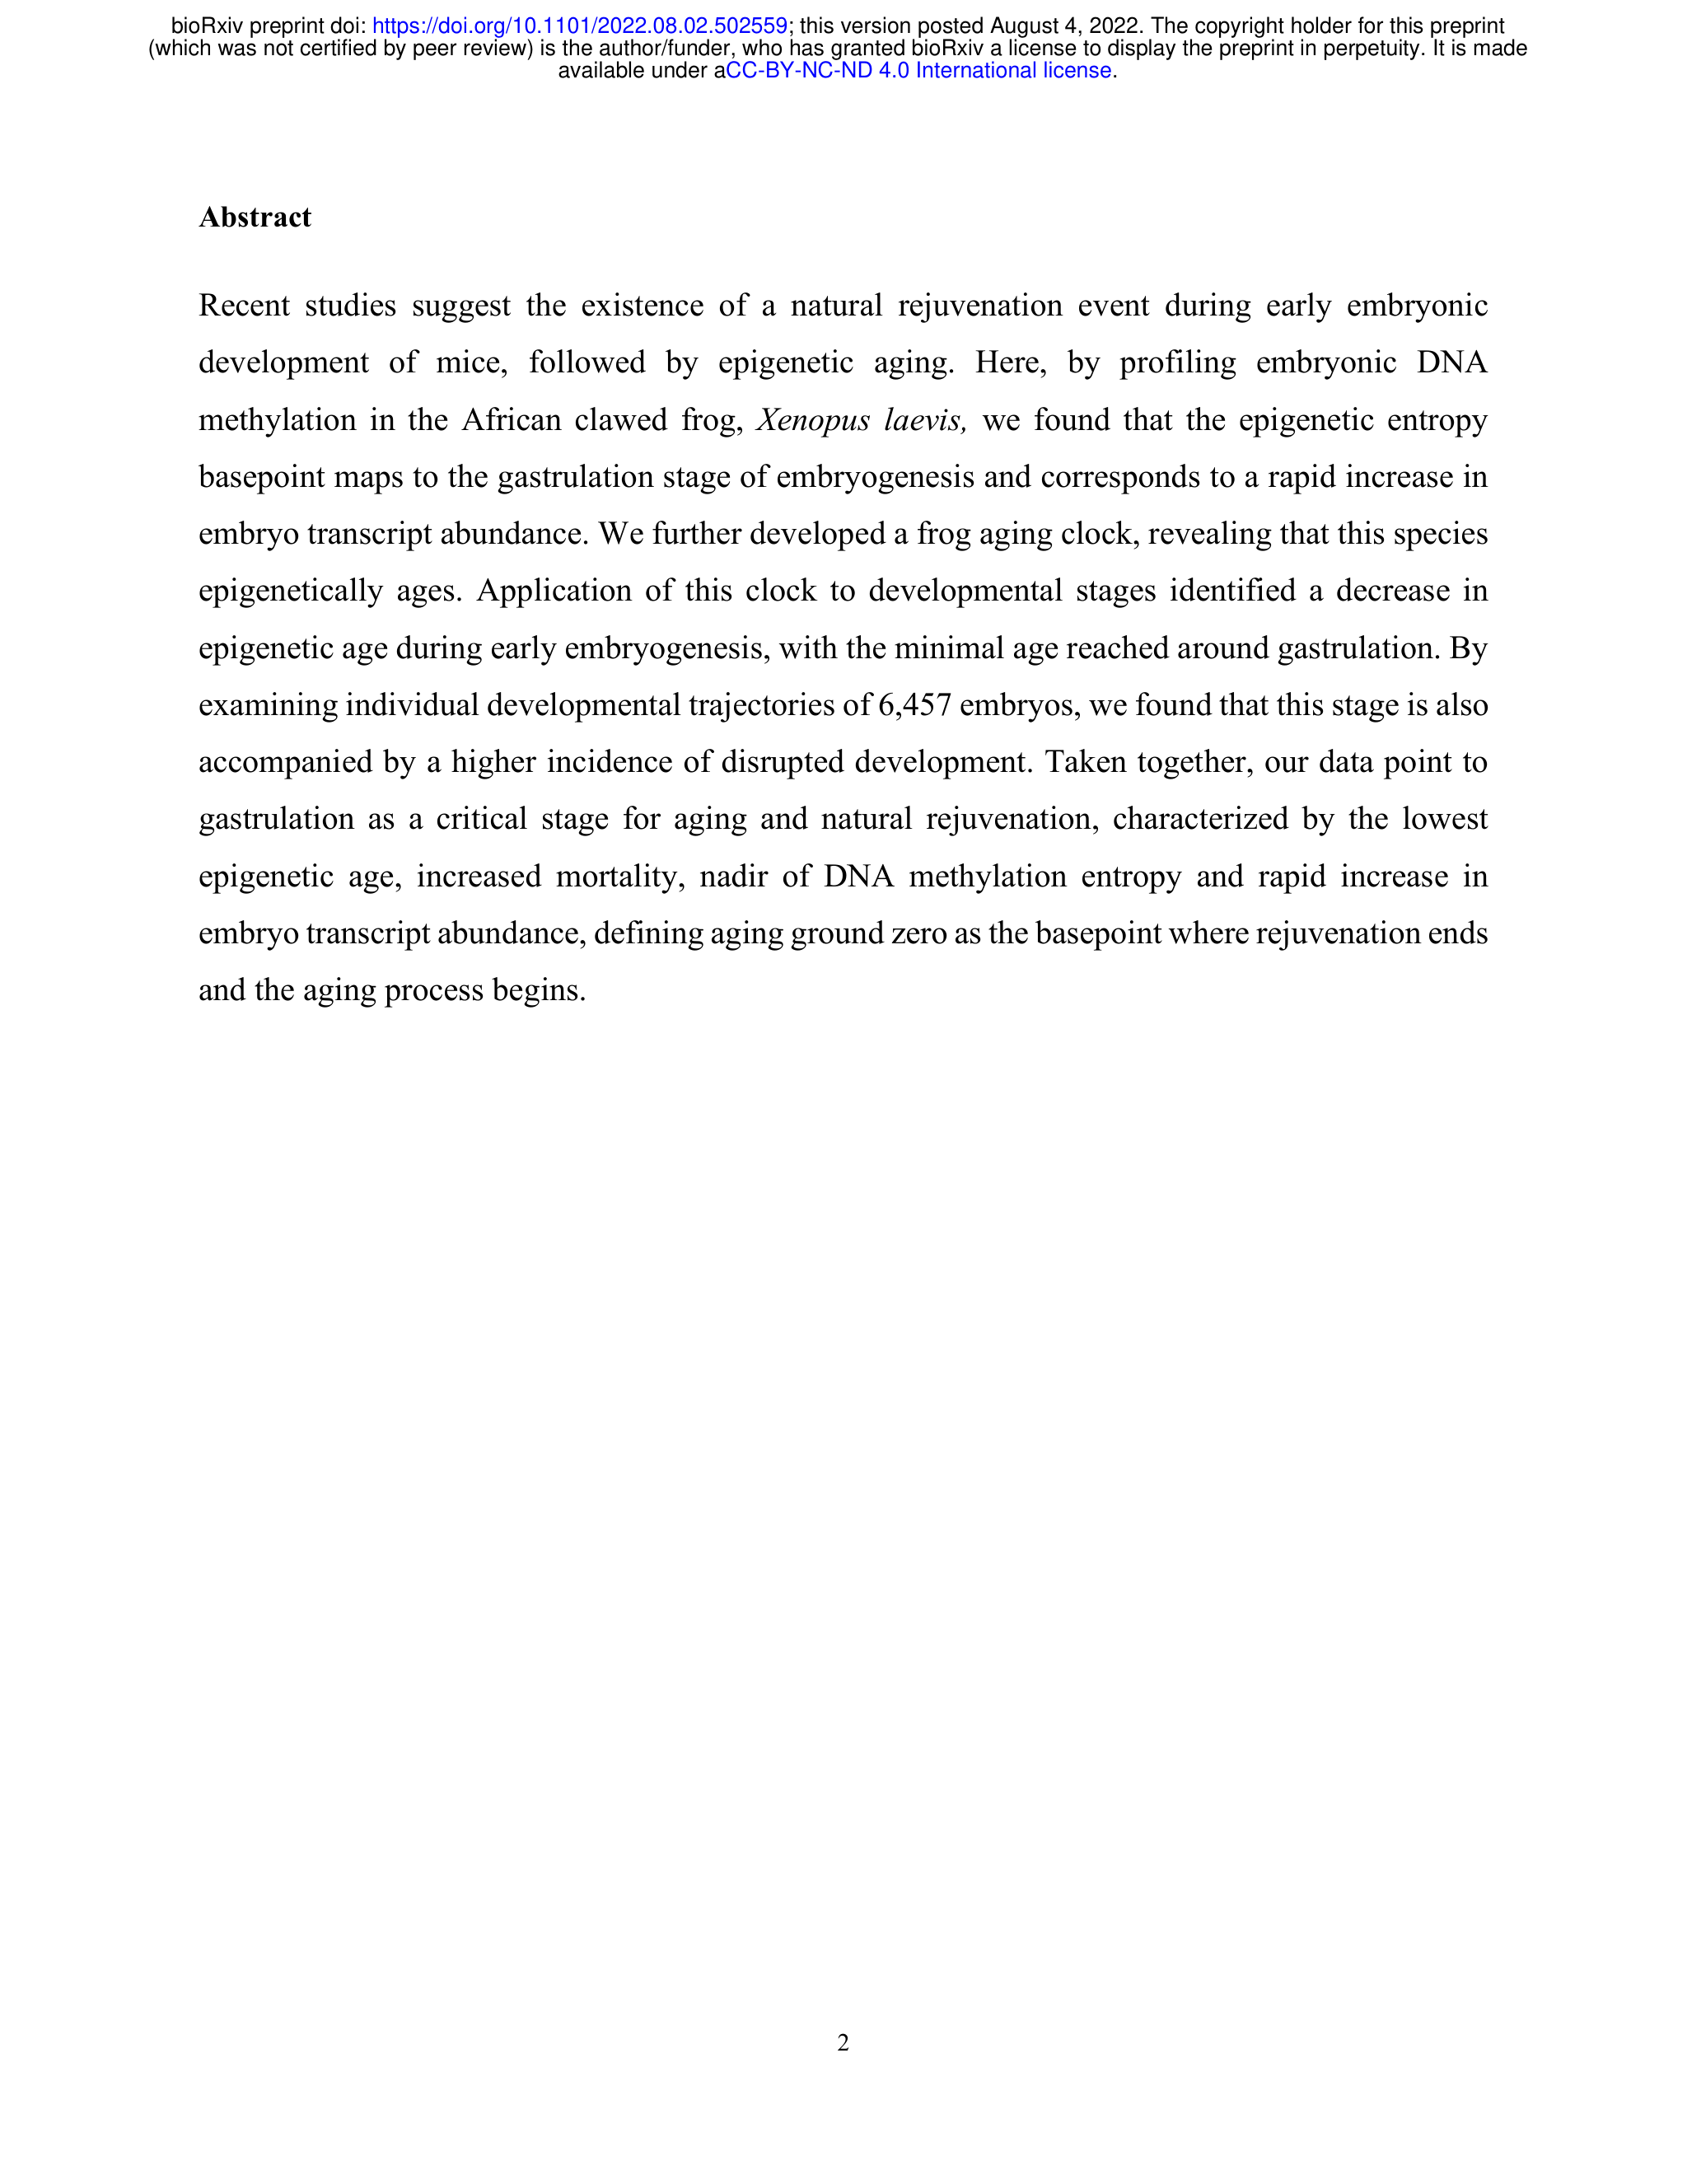 bioRxiv preprint doi: https://doi.org/10.1101/2022.08.02.502559; this version posted August 4, 2022. The copyright holder for this preprint
(which was not certified by peer review) is the author/funder, who has granted bioRxiv a license to display the preprint in perpetuity. It is made
available under aCC-BY-NC-ND 4.0 International license.
Abstract
Recent studies suggest the existence of a natural rejuvenation event during early embryonic
development of mice, followed by epigenetic aging. Here, by profiling embryonic DNA
methylation in the African clawed frog, Xenopus laevis, we found that the epigenetic entropy
basepoint maps to the gastrulation stage of embryogenesis and corresponds to a rapid increase in
embryo transcript abundance. We further developed a frog aging clock, revealing that this species
epigenetically ages. Application of this clock to developmental stages identified a decrease in
epigenetic age during early embryogenesis, with the minimal age reached around gastrulation. By
examining individual developmental trajectories of 6,457 embryos, we found that this stage is also
accompanied by a higher incidence of disrupted development. Taken together, our data point to
gastrulation as a critical stage for aging and natural rejuvenation, characterized by the lowest
epigenetic age, increased mortality, nadir of DNA methylation entropy and rapid increase in
embryo transcript abundance, defining aging ground zero as the basepoint where rejuvenation ends
and the aging process begins.
2